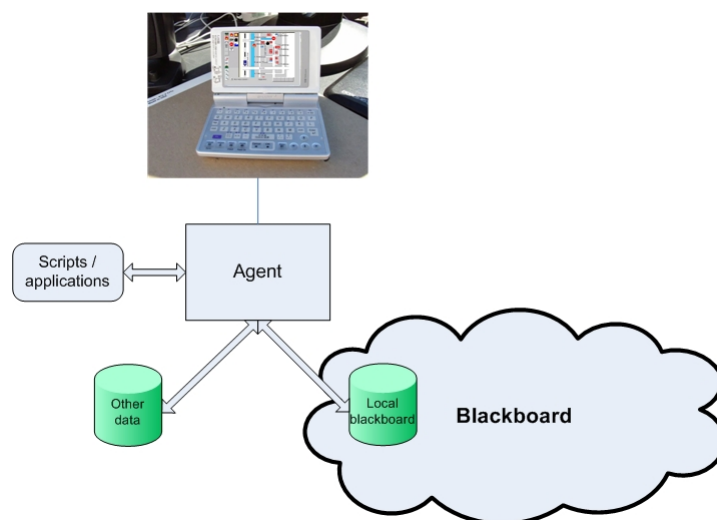 Scripts /
applications
Agent
Other
data
Local
blackboard
Blackboard